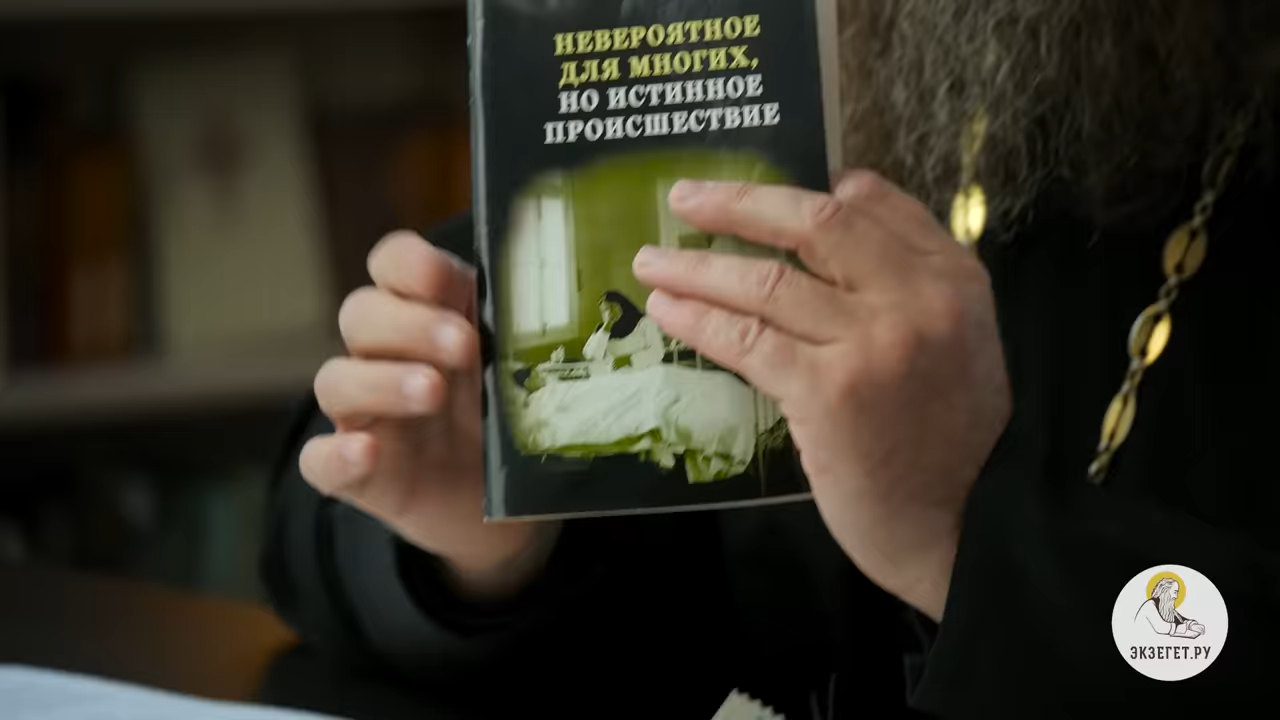 НЕВЕРОЯТНОЕ
ДЛЯ МНОГИХ,
НО ИСТИННОЕ
ПРОИСШЕСТВИЕ
ЭКЗЕГЕТ.РУ